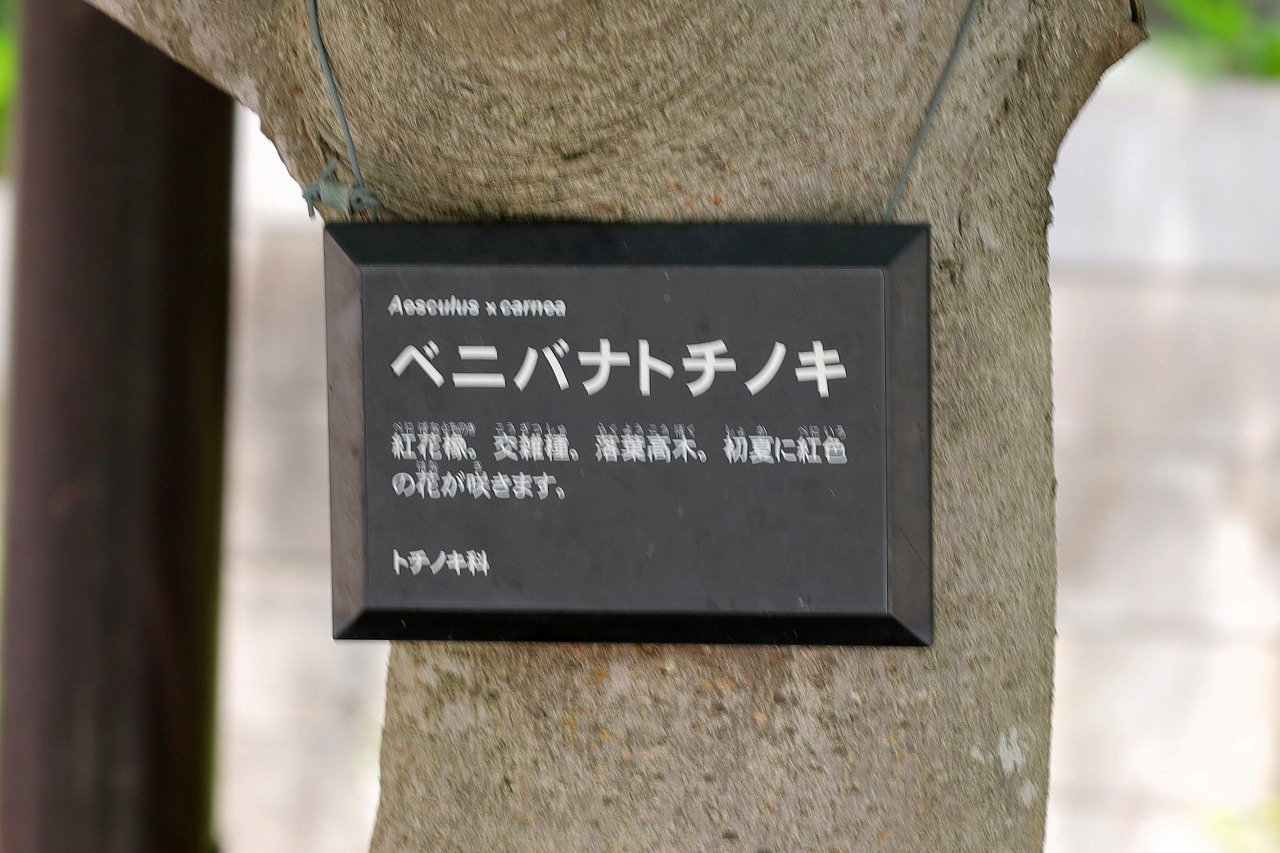 Aesculus × carnea
ベニバナトチノキ
紅花橡。交雑種。落葉高木。初夏に紅色
の花が咲きます。
トチノキ科